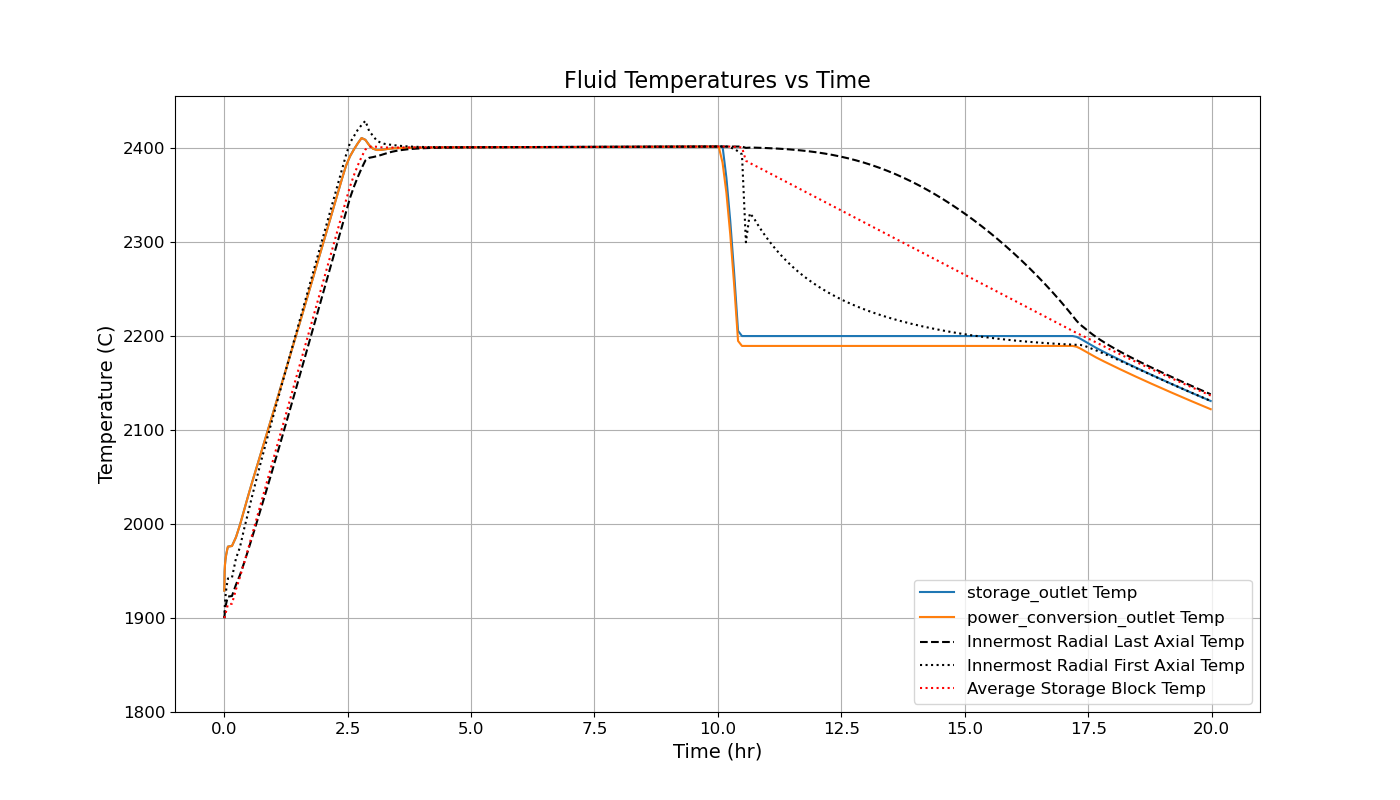 Fluid Temperatures vs Time
Temperature (C)
2400
2300
2200
2100
2000
1900
1800
0.0 2.5 5.0 7.5 10.0 12.5 15.0 17.5 20.0
Time (hr)
storage_outlet Temp
power_conversion_outlet Temp
Innermost Radial Last Axial Temp
Innermost Radial First Axial Temp
Average Storage Block Temp